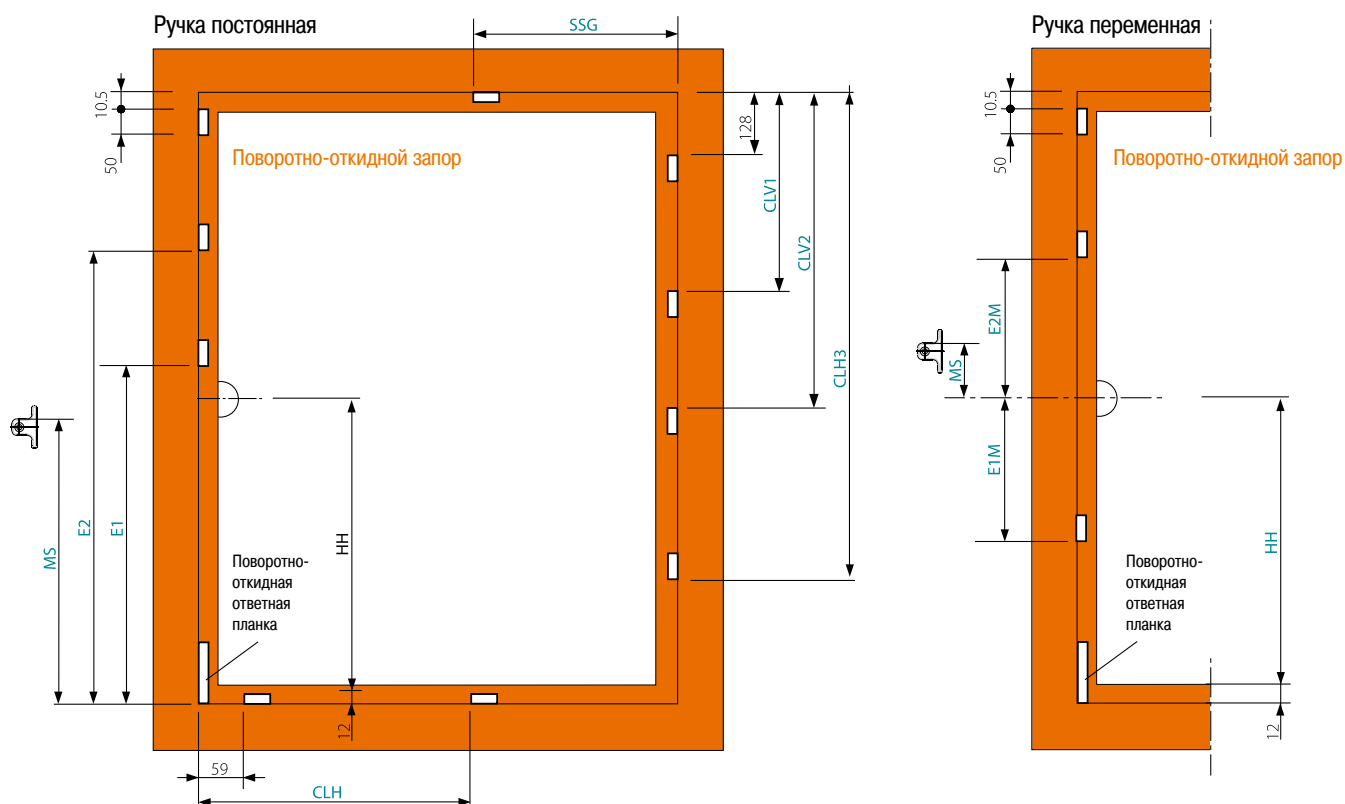 Ручка постоянная
SSG
Ручка переменная
10.5
50
128
Поворотно-откидной запор
CLV1
CLV2
CLH3
MS
E2
E1
HH
Поворотно-
откидная
ответная
планка
12
59
CLH
10.5
50
Поворотно-откидной запор
E2M
MS
E1M
HH
Поворотно-
откидная
ответная
планка
12